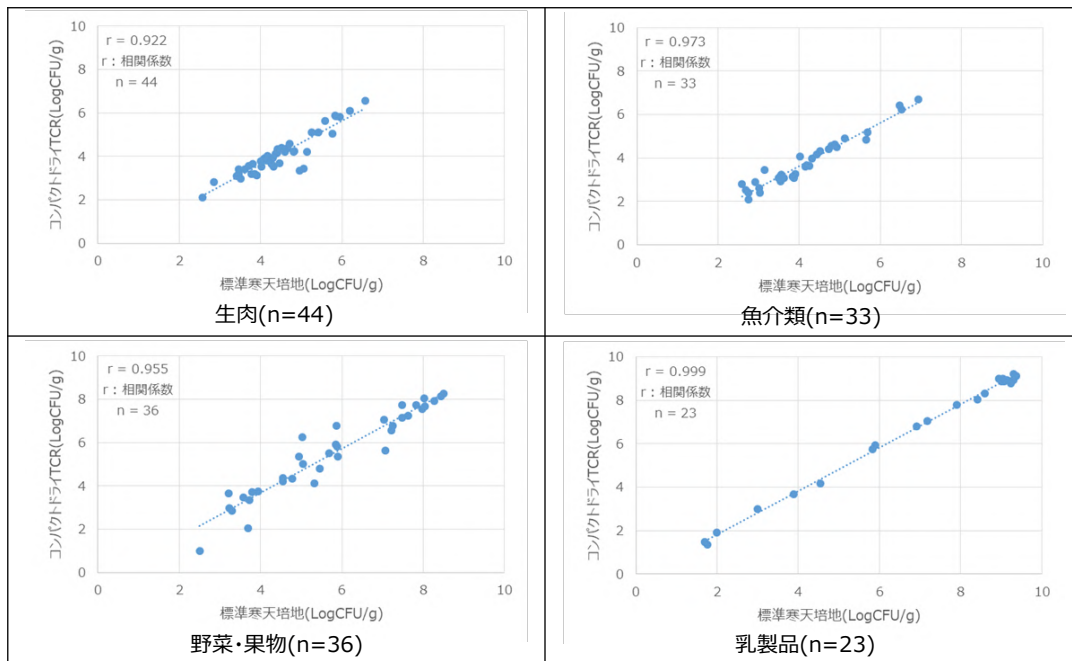 コンパクトドライTCR(LogCFU/g)
r = 0.922
r：相関係数
n = 44
10
8
6
4
2
0
0 2 4 6 8 10
標準寒天培地(LogCFU/g)
生肉(n=44)
コンパクトドライTCR(LogCFU/g)
r = 0.973
r：相関係数
n = 33
10
8
6
4
2
0
0 2 4 6 8 10
標準寒天培地(LogCFU/g)
魚介類(n=33)
コンパクトドライTCR(LogCFU/g)
r = 0.955
r：相関係数
n = 36
10
8
6
4
2
0
0 2 4 6 8 10
標準寒天培地(LogCFU/g)
野菜・果物(n=36)
コンパクトドライTCR(LogCFU/g)
r = 0.999
r：相関係数
n = 23
10
8
6
4
2
0
0 2 4 6 8 10
標準寒天培地(LogCFU/g)
乳製品(n=23)